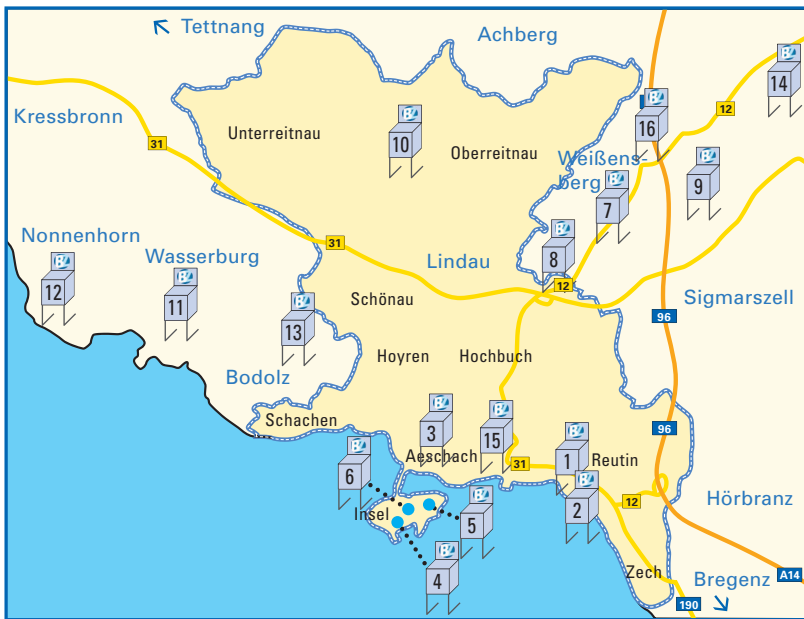 Tettnang
Achberg
14
Kressbronn
12
16
31
Unterreitnau
10
Oberreitnau
Weißens-
berg
9
7
Nonnenhorn
Wasserburg
31
Lindau
8
12
11
12
Schönau
13
Sigmarszell
96
Hoyren
Hochbuch
Bodolz
Schachen
3
15
96
Aeschach
31
1
Reutin
6
Insel
5
2
12
Hörbranz
4
Zech
A14
Bregenz
190